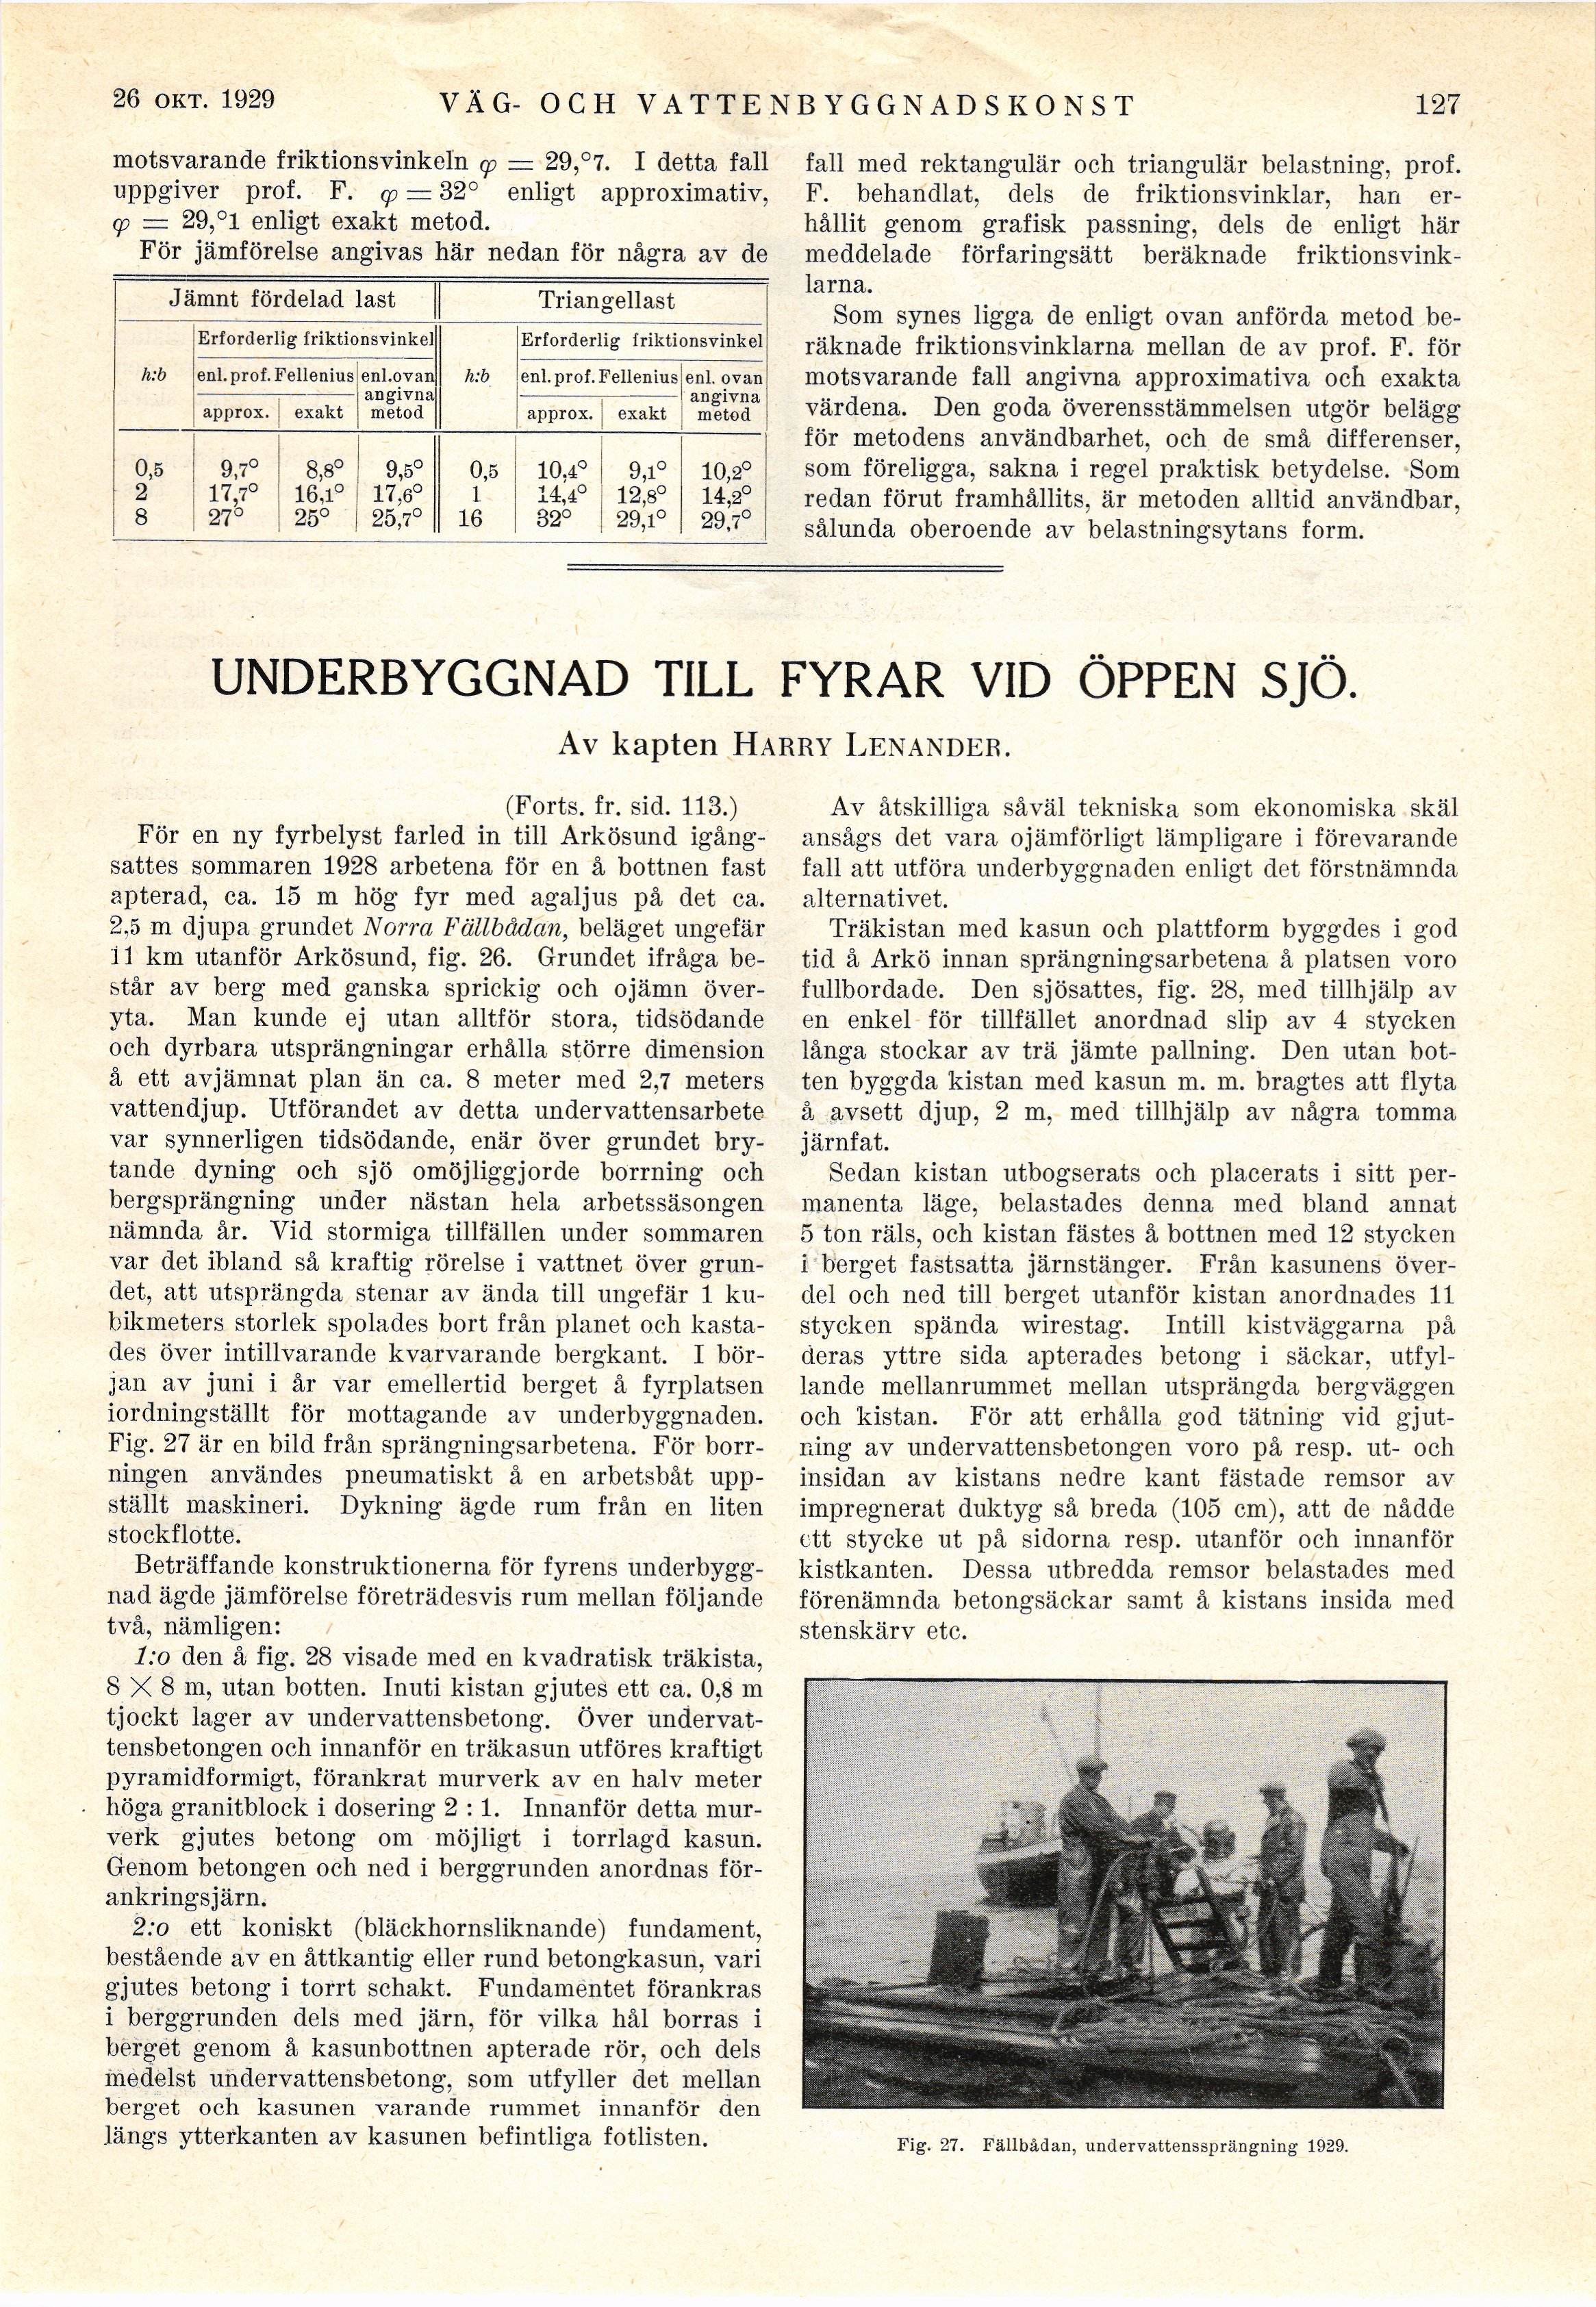 26 OKT. 1929
VÄG- OCH VATTENBYGGNADSKONST
127
motsvarande friktionsvinkeln φ = 29,°7. I detta fall
uppgiver prof. F. φ = 32° enligt approximativ,
φ = 29,°1 enligt exakt metod.
För jämförelse angivas här nedan för några av de
Jämnt fördelad last Triangellast
Erforderlig friktionsvinkel Erforderlig friktionsvinkel
h:b enl. prof. Fellenius enl. ovan h:b enl. prof. Fellenius enl. ovan
angivna angivna
approx. exakt metod approx. exakt metod
0,5 9,7° 8,8° 9,5° 0,5 10,4° 9,1° 10,2°
2 17,7° 16,1° 17,6° 1 14,4° 12,8° 14,2°
8 27° 25° 25,7° 16 32° 29,1° 29,7°
fall med rektangulär och triangulär belastning, prof.
F. behandlat, dels de friktionsvinklar, han er-
hållit genom grafisk passning, dels de enligt här
meddelade förfaringsätt beräknade friktionsvink-
larna.
Som synes ligga de enligt ovan anförda metod be-
räknade friktionsvinklarna mellan de av prof. F. för
motsvarande fall angivna approximativa och exakta
värdena. Den goda överensstämmelsen utgör belägg
för metodens användbarhet, och de små differenser,
som föreligga, sakna i regel praktisk betydelse. Som
redan förut framhållits, är metoden alltid användbar,
sålunda oberoende av belastningsytans form.
UNDERBYGGNAD TILL FYRAR VID ÖPPEN SJÖ.
Av kapten HARRY LENANDER.
(Forts. fr. sid. 113.)
För en ny fyrbelyst farled in till Arkösund igång-
sattes sommaren 1928 arbetena för en å bottnen fast
apterad, ca. 15 m hög fyr med agaljus på det ca.
2,5 m djupa grundet Norra Fällbådan, beläget ungefär
11 km utanför Arkösund, fig. 26. Grundet ifråga be-
står av berg med ganska sprickig och ojämn över-
yta. Man kunde ej utan alltför stora, tidsödande
och dyrbara utsprängningar erhålla större dimension
å ett avjämnat plan än ca. 8 meter med 2,7 meters
vattendjup. Utförandet av detta undervattensarbete
var synnerligen tidsödande, enär över grundet bry-
tande dyning och sjö omöjliggjorde borrning och
bergsprängning under nästan hela arbetssäsongen
nämnda år. Vid stormiga tillfällen under sommaren
var det ibland så kraftig rörelse i vattnet över grun-
det, att utsprängda stenar av ända till ungefär 1 ku-
bikmeters storlek spolades bort från planet och kasta-
des över intillvarande kvarvarande bergkant. I bör-
jan av juni i år var emellertid berget å fyrplatsen
iordningställt för mottagande av underbyggnaden.
Fig. 27 är en bild från sprängningsarbetena. För borr-
ningen användes pneumatiskt å en arbetsbåt upp-
ställt maskineri. Dykning ägde rum från en liten
stockflotte.
Beträffande konstruktionerna för fyrens underbygg-
nad ägde jämförelse företrädesvis rum mellan följande
två, nämligen:
1:o den å fig. 28 visade med en kvadratisk träkista,
8 × 8 m, utan botten. Inuti kistan gjutes ett ca. 0,8 m
tjockt lager av undervattensbetong. Över undervat-
tensbetongen och innanför en träkasun utföres kraftigt
pyramidformigt, förankrat murverk av en halv meter
höga granitblock i dosering 2 : 1. Innanför detta mur-
verk gjutes betong om möjligt i torrlagd kasun.
Genom betongen och ned i berggrunden anordnas för-
ankringsjärn.
2:o ett koniskt (bläckhornsliknande) fundament,
bestående av en åttkantig eller rund betongkasun, vari
gjutes betong i torrt schakt. Fundamentet förankras
i berggrunden dels med järn, för vilka hål borras i
berget genom å kasunbottnen apterade rör, och dels
medelst undervattensbetong, som utfyller det mellan
berget och kasunen varande rummet innanför den
längs ytterkanten av kasunen befintliga fotlisten.
Av åtskilliga såväl tekniska som ekonomiska skäl
ansågs det vara ojämförligt lämpligare i förevarande
fall att utföra underbyggnaden enligt det förstnämnda
alternativet.
Träkistan med kasun och plattform byggdes i god
tid å Arkö innan sprängningsarbetena å platsen voro
fullbordade. Den sjösattes, fig. 28, med tillhjälp av
en enkel för tillfället anordnad slip av 4 stycken
långa stockar av trä jämte pallning. Den utan bot-
ten byggda kistan med kasun m. m. bragtes att flyta
å avsett djup, 2 m, med tillhjälp av några tomma
järnfat.
Sedan kistan utbogserats och placerats i sitt per-
manenta läge, belastades denna med bland annat
5 ton räls, och kistan fästes å bottnen med 12 stycken
i berget fastsatta järnstänger. Från kasunens över-
del och ned till berget utanför kistan anordnades 11
stycken spända wirestag. Intill kistväggarna på
deras yttre sida apterades betong i säckar, utfyl-
lande mellanrummet mellan utsprängda bergväggen
och kistan. För att erhålla god tätning vid gjut-
ning av undervattensbetongen voro på resp. ut- och
insidan av kistans nedre kant fästade remsor av
impregnerat duktyg så breda (105 cm), att de nådde
ett stycke ut på sidorna resp. utanför och innanför
kistkanten. Dessa utbredda remsor belastades med
förenämnda betongsäckar samt å kistans insida med
stenskärv etc.
Fig. 27. Fällbådan, undervattenssprängning 1929.